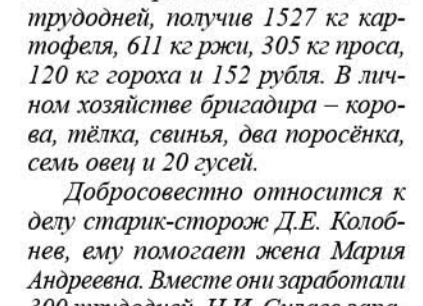 трудодней, получив 1527 кг кар-
тофеля, 611 кг ржи, 305 кг проса,
120 кг гороха и 152 рубля. В лич-
ном хозяйстве бригадира – коро-
ва, тёлка, свинья, два поросёнка,
семь овец и 20 гусей.
Добросовестно относится к
делу старик-сторож Д.Е. Колоб-
нев, ему помогает жена Мария
Андреевна. Вместе они заработали
300 трудодней. Н.И.